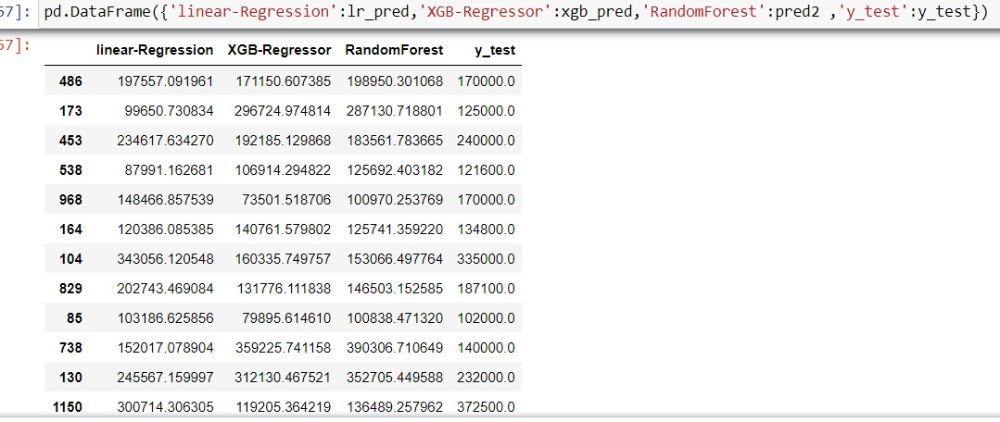 57]: pd.DataFrame({'linear-Regression':lr_pred,'XGB-Regressor':xgb_pred,'RandomForest':pred2 ,'y_test':y_test})
57]:
linear-Regression XGB-Regressor RandomForest y_test
486 197557.091961 171150.607385 198950.301068 170000.0
173 99650.730834 296724.974814 287130.718801 125000.0
453 234617.634270 192185.129868 183561.783665 240000.0
538 87991.162681 106914.294822 125692.403182 121600.0
968 148466.857539 73501.518706 100970.253769 170000.0
164 120386.085385 140761.579802 125741.359220 134800.0
104 343056.120548 160335.749757 153066.497764 335000.0
829 202743.469084 131776.111838 146503.152585 187100.0
85 103186.625856 79895.614610 100838.471320 102000.0
738 152017.078904 359225.741158 390306.710649 140000.0
130 245567.159997 312130.467521 352705.449588 232000.0
1150 300714.306305 119205.364219 136489.257962 372500.0